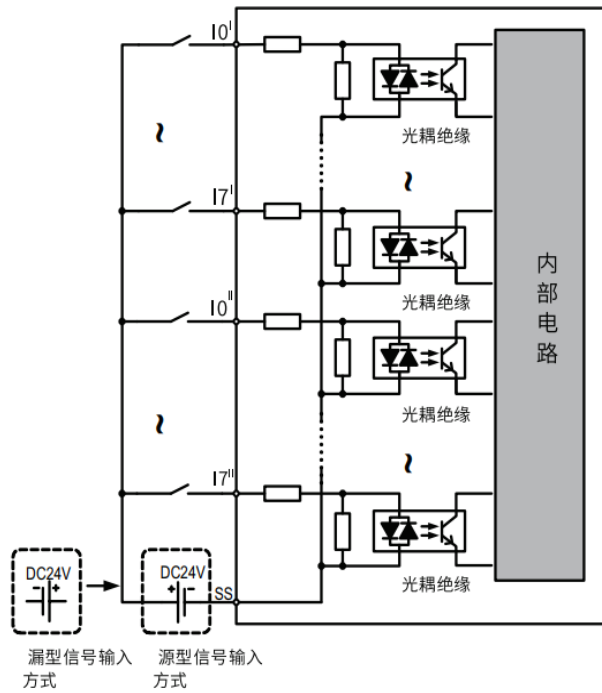 I0ᴵ
光耦绝缘
I7ᴵ
光耦绝缘
I0ᴵᴵ
光耦绝缘
I7ᴵᴵ
光耦绝缘
内部电路
DC24V
- +
DC24V
+ -
SS
漏型信号输入
方式
源型信号输入
方式